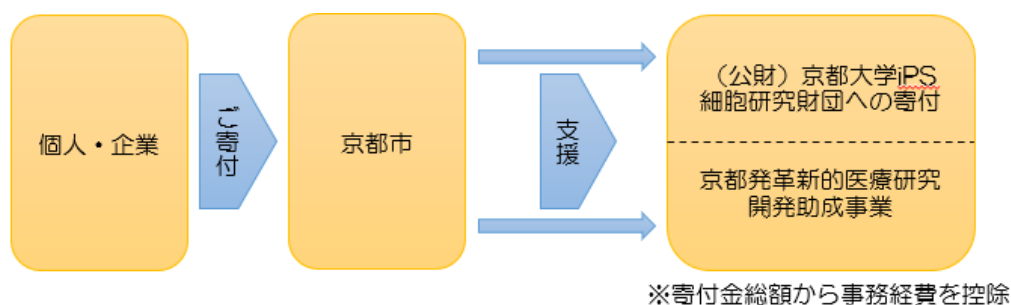 個人・企業
ご寄付
京都市
支援
（公財）京都大学iPS
細胞研究財団への寄付
京都発革新的医療研究
開発助成事業
※寄付金総額から事務経費を控除